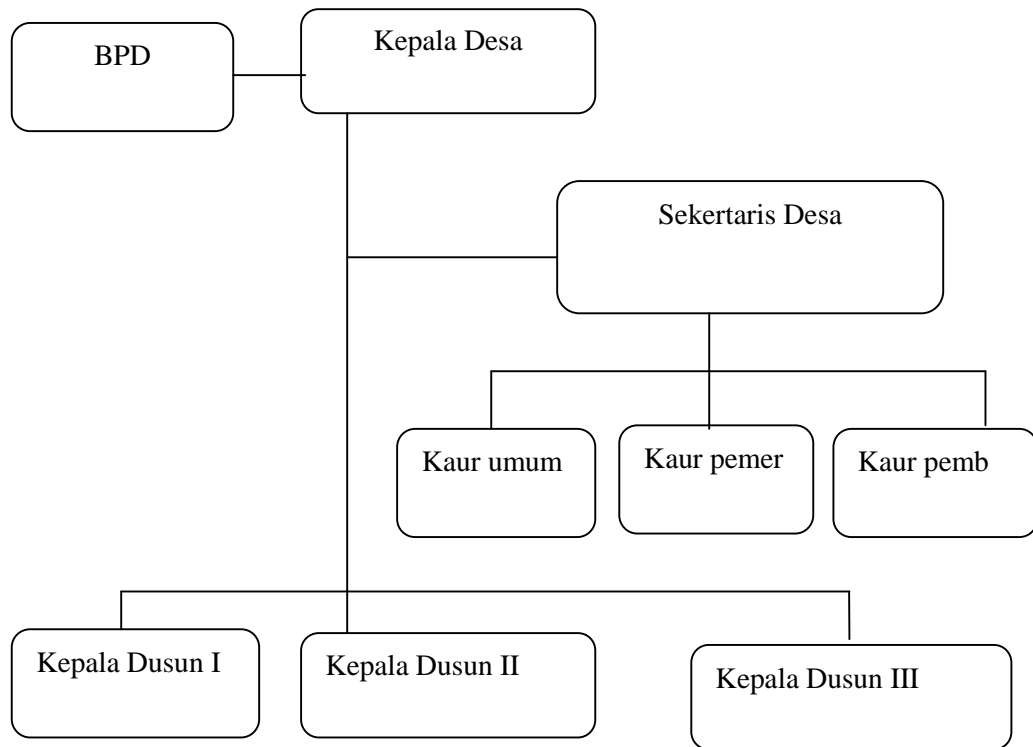 BPD
Kepala Desa
Sekertaris Desa
Kaur umum
Kaur pemer
Kaur pemb
Kepala Dusun I
Kepala Dusun II
Kepala Dusun III